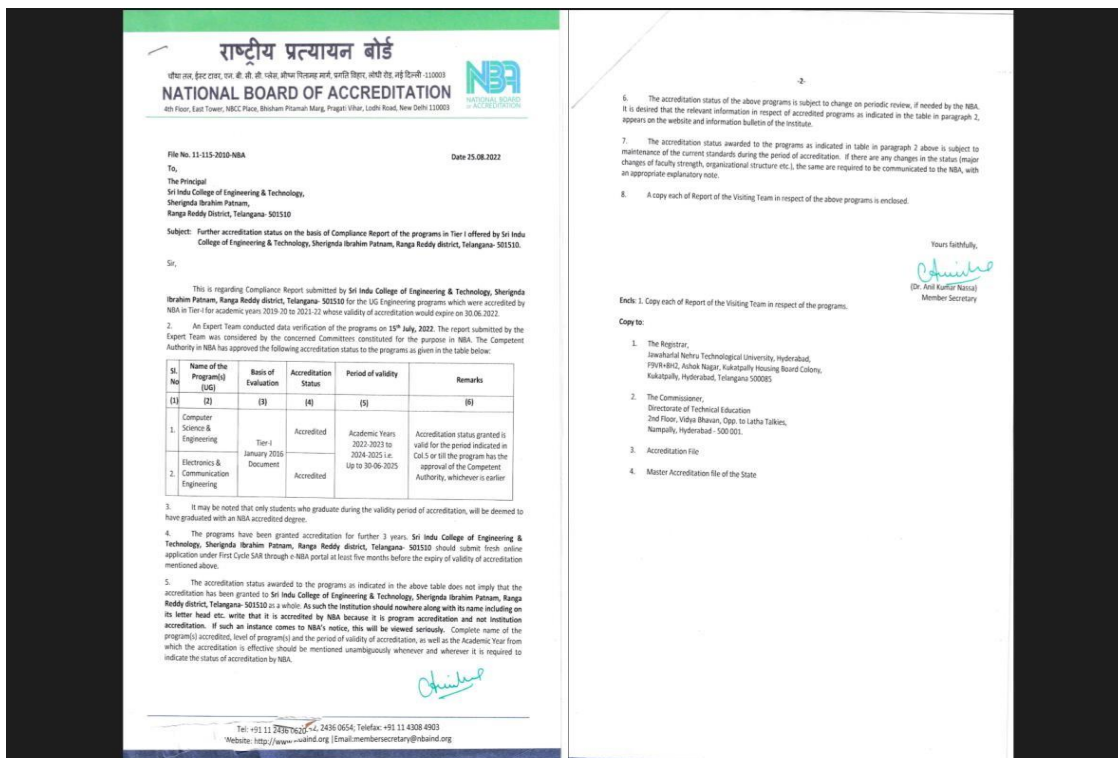 राष्ट्रीय प्रत्यायन बोर्ड
चौथा तल, ईस्ट टावर, एन. बी. सी. सी. प्लेस, भीष्म पितामह मार्ग, प्रगति विहार, लोधी रोड, नई दिल्ली -110003
NATIONAL BOARD OF ACCREDITATION
4th Floor, East Tower, NBCC Place, Bhisham Pitamah Marg, Pragati Vihar, Lodhi Road, New Delhi 110003
NBA
NATIONAL BOARD
of ACCREDITATION
File No. 11-115-2010-NBA
Date 25.08.2022
To,
The Principal
Sri Indu College of Engineering & Technology,
Sherignda Ibrahim Patnam,
Ranga Reddy District, Telangana- 501510
Subject: Further accreditation status on the basis of Compliance Report of the programs in Tier I offered by Sri Indu
College of Engineering & Technology, Sherignda Ibrahim Patnam, Ranga Reddy district, Telangana- 501510.
Sir,
This is regarding Compliance Report submitted by Sri Indu College of Engineering & Technology, Sherignda
Ibrahim Patnam, Ranga Reddy district, Telangana- 501510 for the UG Engineering programs which were accredited by
NBA in Tier-I for academic years 2019-20 to 2021-22 whose validity of accreditation would expire on 30.06.2022.
2. An Expert Team conducted data verification of the programs on 15th July, 2022. The report submitted by the
Expert Team was considered by the concerned Committees constituted for the purpose in NBA. The Competent
Authority in NBA has approved the following accreditation status to the programs as given in the table below:
Sl. No
Name of the Program(s) (UG)
Basis of Evaluation
Accreditation Status
Period of validity
Remarks
(1) (2) (3) (4) (5) (6)
1.
Computer
Science &
Engineering
Tier-I
January 2016
Document
Accredited
Academic Years
2022-2023 to
2024-2025 i.e.
Up to 30-06-2025
Accreditation status granted is
valid for the period indicated in
Col.5 or till the program has the
approval of the Competent
Authority, whichever is earlier
2.
Electronics &
Communication
Engineering
Accredited
3. It may be noted that only students who graduate during the validity period of accreditation, will be deemed to
have graduated with an NBA accredited degree.
4. The programs have been granted accreditation for further 3 years. Sri Indu College of Engineering &
Technology, Sherignda Ibrahim Patnam, Ranga Reddy district, Telangana- 501510 should submit fresh online
application under First Cycle SAR through e-NBA portal at least five months before the expiry of validity of accreditation
mentioned above.
5. The accreditation status awarded to the programs as indicated in the above table does not imply that the
accreditation has been granted to Sri Indu College of Engineering & Technology, Sherignda Ibrahim Patnam, Ranga
Reddy district, Telangana- 501510 as a whole. As such the Institution should nowhere along with its name including on
its letter head etc. write that it is accredited by NBA because it is program accreditation and not Institution
accreditation. If such an instance comes to NBA's notice, this will be viewed seriously. Complete name of the
program(s) accredited, level of program(s) and the period of validity of accreditation, as well as the Academic Year from
which the accreditation is effective should be mentioned unambiguously whenever and wherever it is required to
indicate the status of accreditation by NBA.
Tel: +91 11 2436 0620 2436 0654; Telefax: +91 11 4308 4903
Website: http://www. |Email:membersecretary@nbaind.org
-2-
6. The accreditation status of the above programs is subject to change on periodic review, if needed by the NBA.
It is desired that the relevant information in respect of accredited programs as indicated in the table in paragraph 2,
appears on the website and information bulletin of the Institute.
7. The accreditation status awarded to the programs as indicated in table in paragraph 2 above is subject to
maintenance of the current standards during the period of accreditation. If there are any changes in the status (major
changes of faculty strength, organizational structure etc.), the same are required to be communicated to the NBA, with
an appropriate explanatory note.
8. A copy each of Report of the Visiting Team in respect of the above programs is enclosed.
Yours faithfully,
(Dr. Anil Kumar Nassa)
Member Secretary
Encls: 1. Copy each of Report of the Visiting Team in respect of the programs.
Copy to:
1. The Registrar,
Jawaharlal Nehru Technological University, Hyderabad,
F9VR+BH2, Ashok Nagar, Kukatpally Housing Board Colony,
Kukatpally, Hyderabad, Telangana 500085
2. The Commissioner,
Directorate of Technical Education
2nd Floor, Vidya Bhavan, Opp. to Latha Talkies,
Nampally, Hyderabad - 500 001.
3. Accreditation File
4. Master Accreditation file of the State